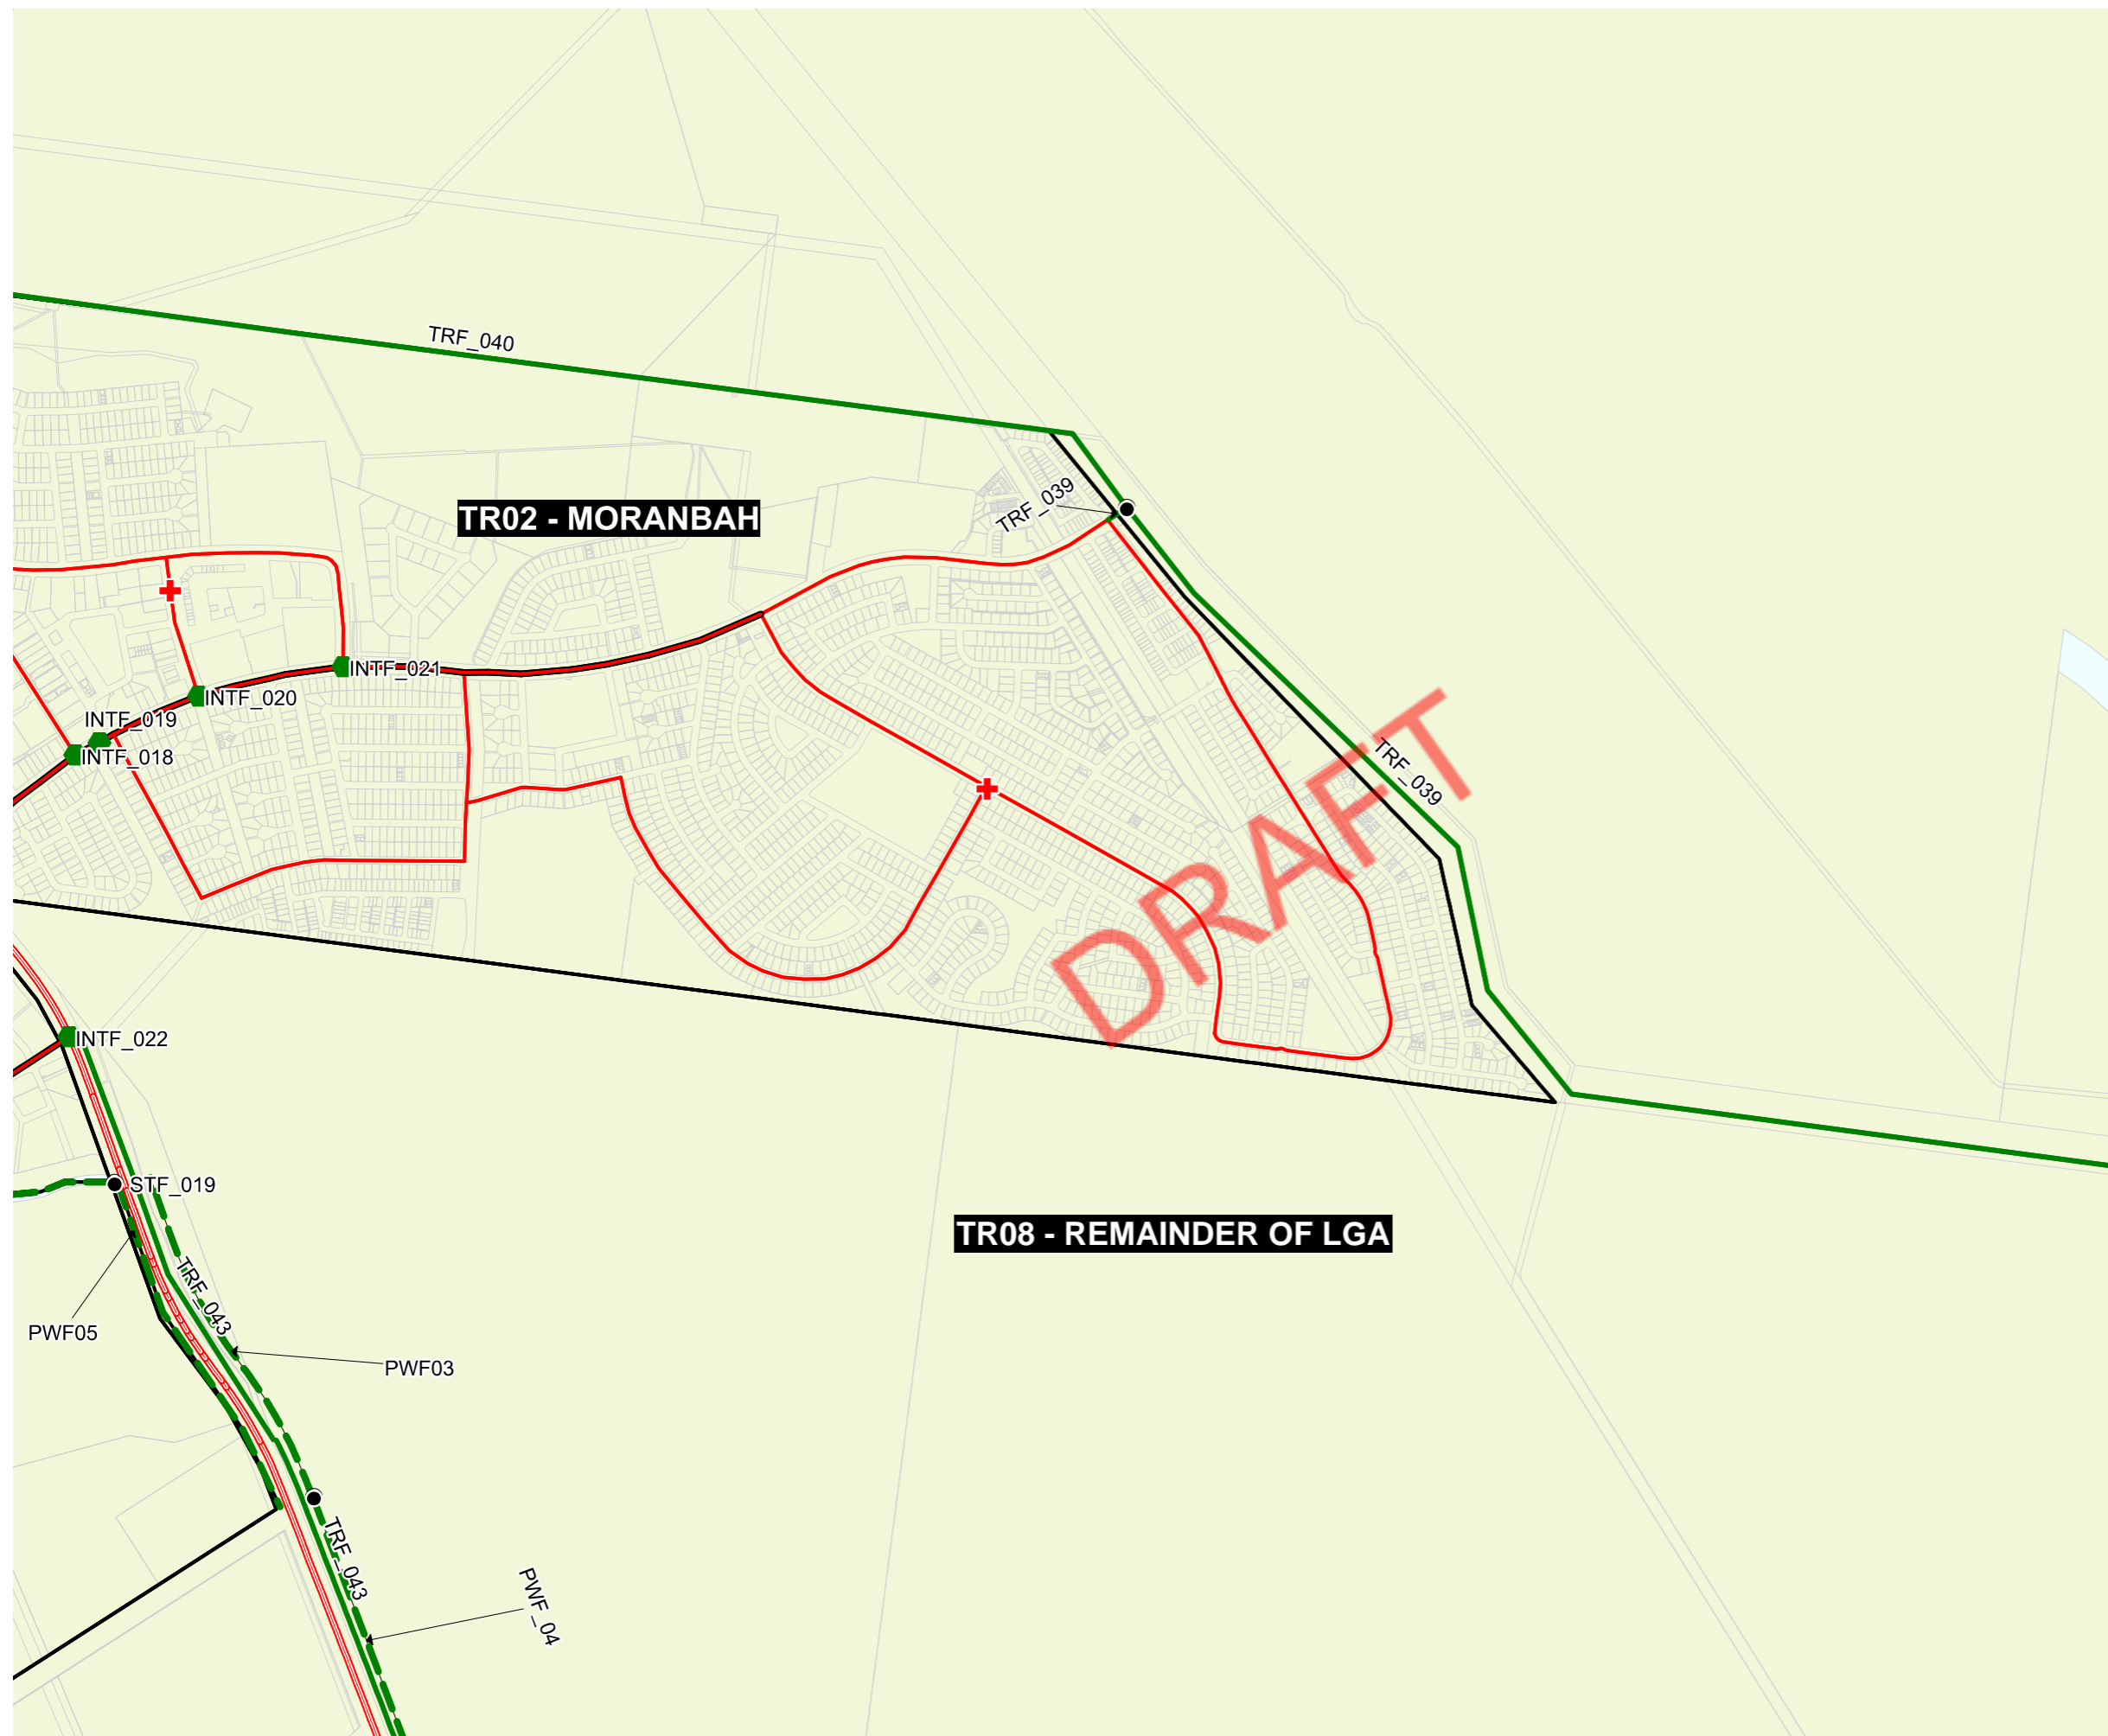 TRF_040
TRF_039
TR02 - MORANBAH
INTF_021
INTF_020
INTF_019
INTF_018
TRF_039
DRAFT
INTF_022
STF_019
TR08 - REMAINDER OF LGA
TRF_043
PWF05
PWF03
TRF_043
PWF_04